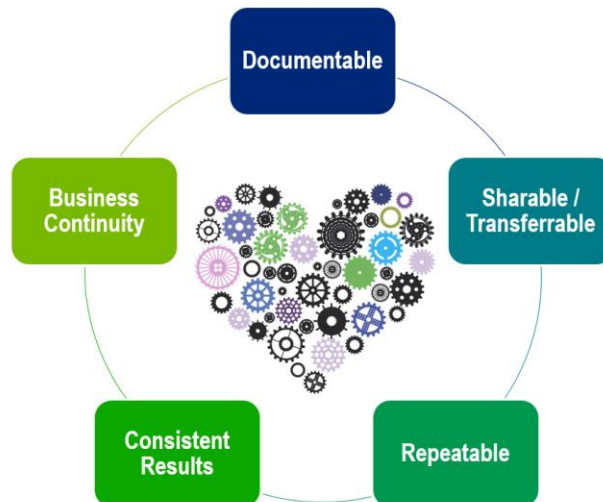 Documentable
Sharable /
Transferrable
Repeatable
Consistent
Results
Business
Continuity